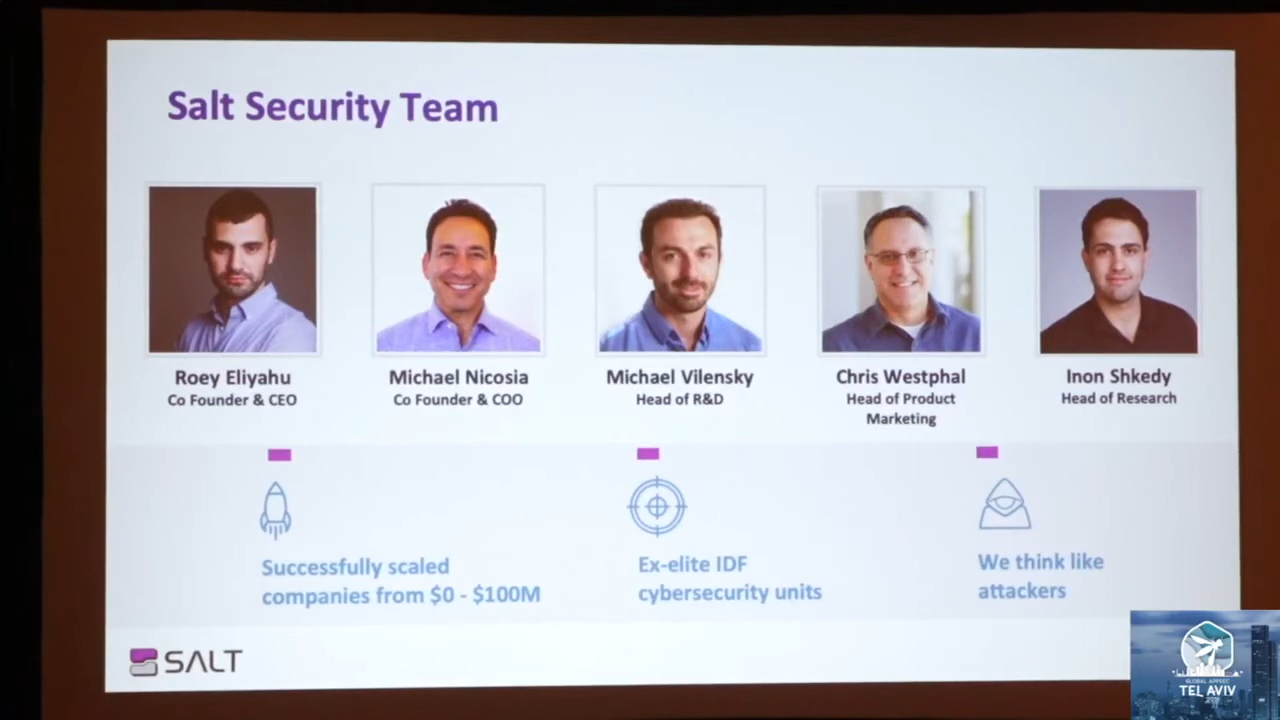 Salt Security Team
Roey Eliyahu
Co Founder & CEO
Michael Nicosia
Co Founder & COO
Michael Vilensky
Head of R&D
Chris Westphal
Head of Product
Marketing
Inon Shkedy
Head of Research
Successfully scaled
companies from $0 - $100M
Ex-elite IDF
cybersecurity units
We think like
attackers
SALT
GLOBAL APPSEC
TEL AVIV